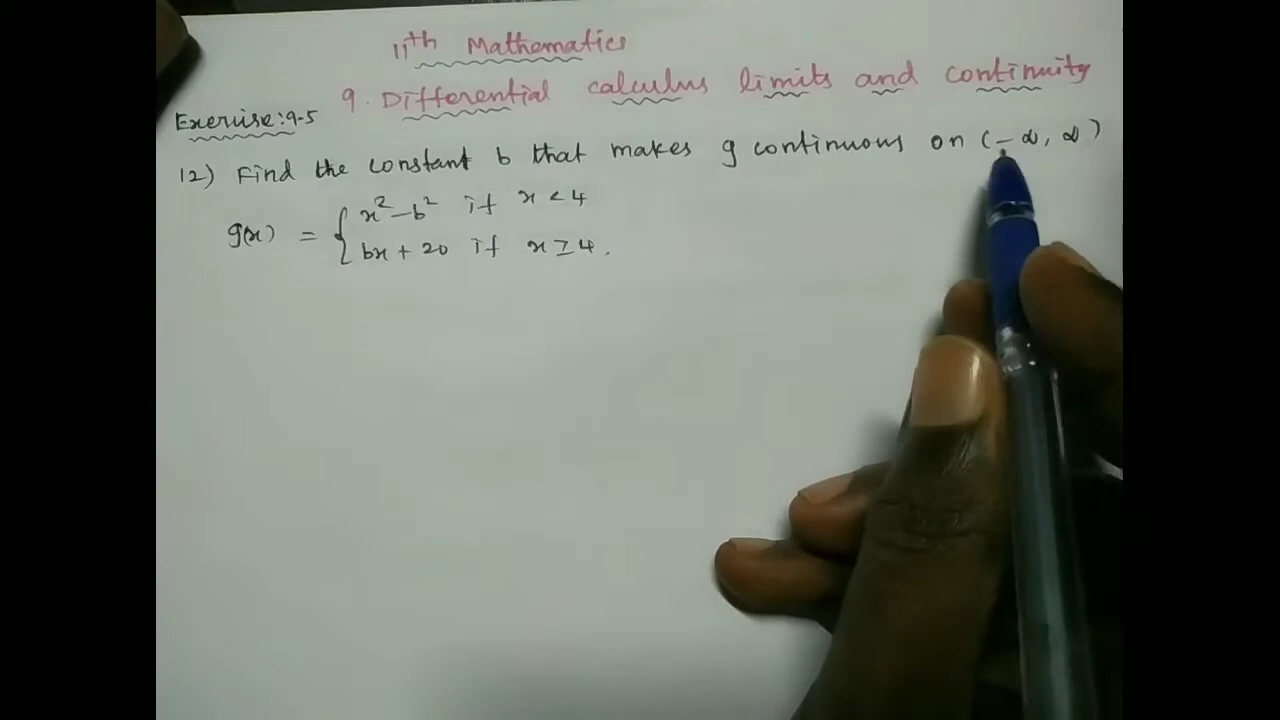 11th Mathematics
9. Differential calculus limits and continuity
Exercise: 9-5
12) Find the constant b that makes g continuous on (-∞, ∞)
g(x) = { x² - b² if x < 4
bx + 20 if x ≥ 4.